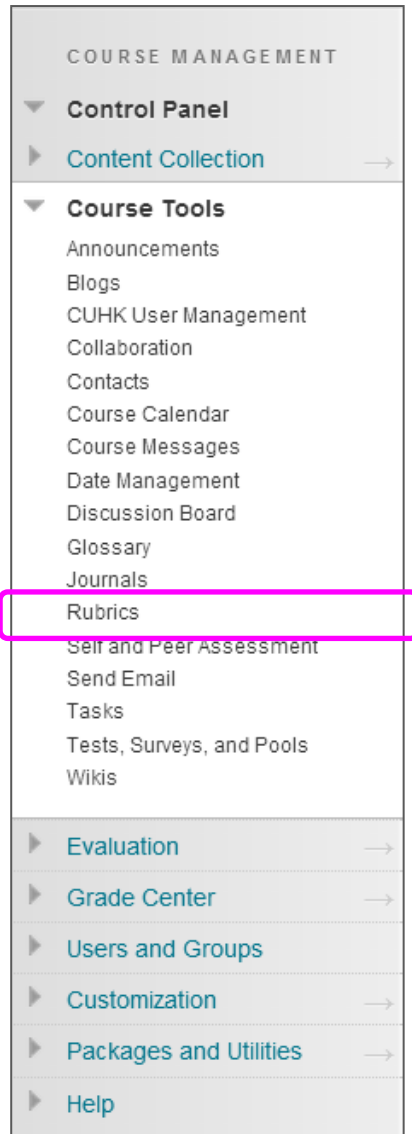 COURSE MANAGEMENT
Control Panel
Content Collection
Course Tools
Announcements
Blogs
CUHK User Management
Collaboration
Contacts
Course Calendar
Course Messages
Date Management
Discussion Board
Glossary
Journals
Rubrics
Self and Peer Assessment
Send Email
Tasks
Tests, Surveys, and Pools
Wikis
Evaluation
Grade Center
Users and Groups
Customization
Packages and Utilities
Help